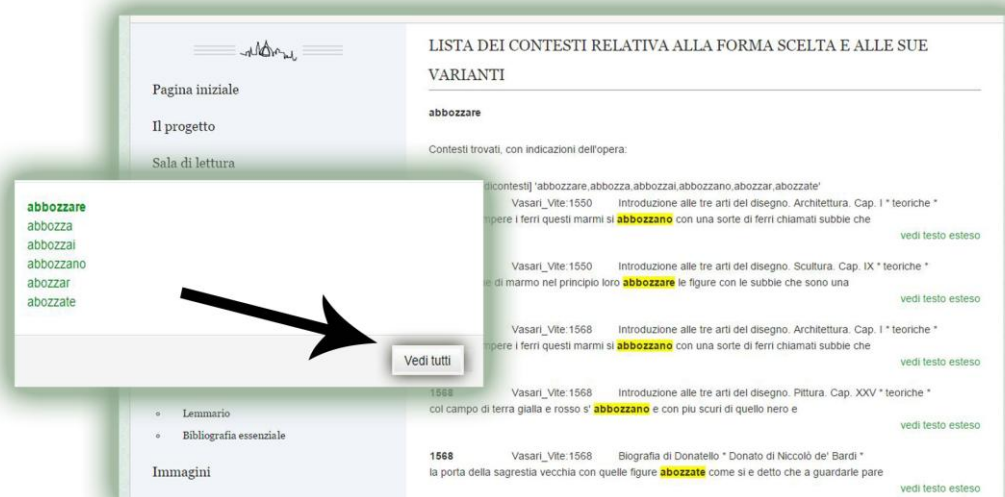 LISTA DEI CONTESTI RELATIVA ALLA FORMA SCELTA E ALLE SUE
VARIANTI
abbozzare
Contesti trovati, con indicazioni dell'opera:
dicontesti] 'abbozzare,abbozza,abbozzai,abbozzano,abozzar,abozzate'
Vasari_Vite:1550 Introduzione alle tre arti del disegno. Architettura. Cap. I * teoriche *
mpere i ferri questi marmi si abbozzano con una sorte di ferri chiamati subbie che
vedi testo esteso
Vasari_Vite:1550 Introduzione alle tre arti del disegno. Scultura. Cap. IX * teoriche *
di marmo nel principio loro abbozzare le figure con le subbie che sono una
vedi testo esteso
Vasari_Vite:1568 Introduzione alle tre arti del disegno. Architettura. Cap. I * teoriche *
mpere i ferri questi marmi si abbozzano con una sorte di ferri chiamati subbie che
vedi testo esteso
1568 Vasari_Vite:1568 Introduzione alle tre arti del disegno. Pittura. Cap. XXV * teoriche *
col campo di terra gialla e rosso s' abbozzano e con piu scuri di quello nero e
vedi testo esteso
1568 Vasari_Vite:1568 Biografia di Donatello * Donato di Niccolò de' Bardi *
la porta della sagrestia vecchia con quelle figure abozzate come si e detto che a guardarle pare
vedi testo esteso
Pagina iniziale
Il progetto
Sala di lettura
abbozzare
abbozza
abbozzai
abbozzano
abozzar
abozzate
Vedi tutti
Lemmario
Bibliografia essenziale
Immagini